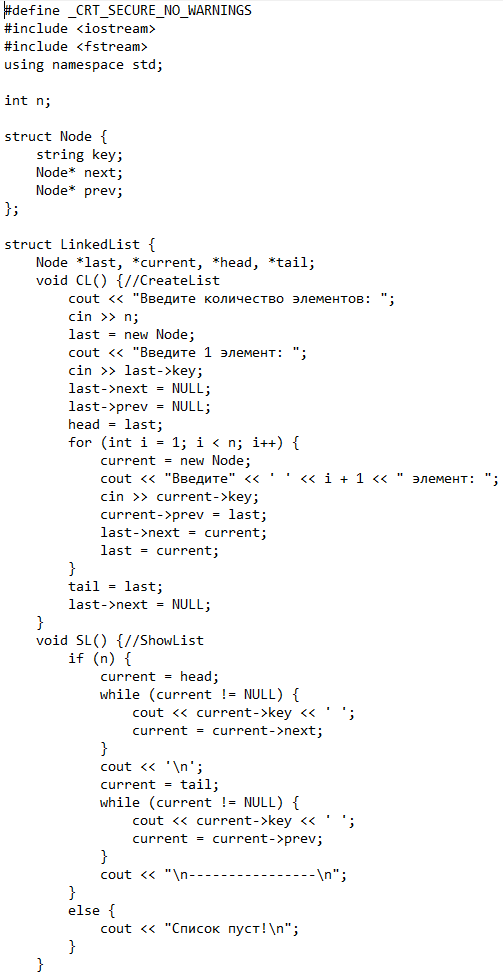 #define _CRT_SECURE_NO_WARNINGS
#include <iostream>
#include <fstream>
using namespace std;

int n;

struct Node {
    string key;
    Node* next;
    Node* prev;
};

struct LinkedList {
    Node *last, *current, *head, *tail;
    void CL() {//CreateList
        cout << "Введите количество элементов: ";
        cin >> n;
        last = new Node;
        cout << "Введите 1 элемент: ";
        cin >> last->key;
        last->next = NULL;
        last->prev = NULL;
        head = last;
        for (int i = 1; i < n; i++) {
            current = new Node;
            cout << "Введите" << ' ' << i + 1 << " элемент: ";
            cin >> current->key;
            current->prev = last;
            last->next = current;
            last = current;
        }
        tail = last;
        last->next = NULL;
    }
    void SL() {//ShowList
        if (n) {
            current = head;
            while (current != NULL) {
                cout << current->key << ' ';
                current = current->next;
            }
            cout << '\n';
            current = tail;
            while (current != NULL) {
                cout << current->key << ' ';
                current = current->prev;
            }
            cout << "\n----------------\n";
        }
        else {
            cout << "Список пуст!\n";
        }
    }